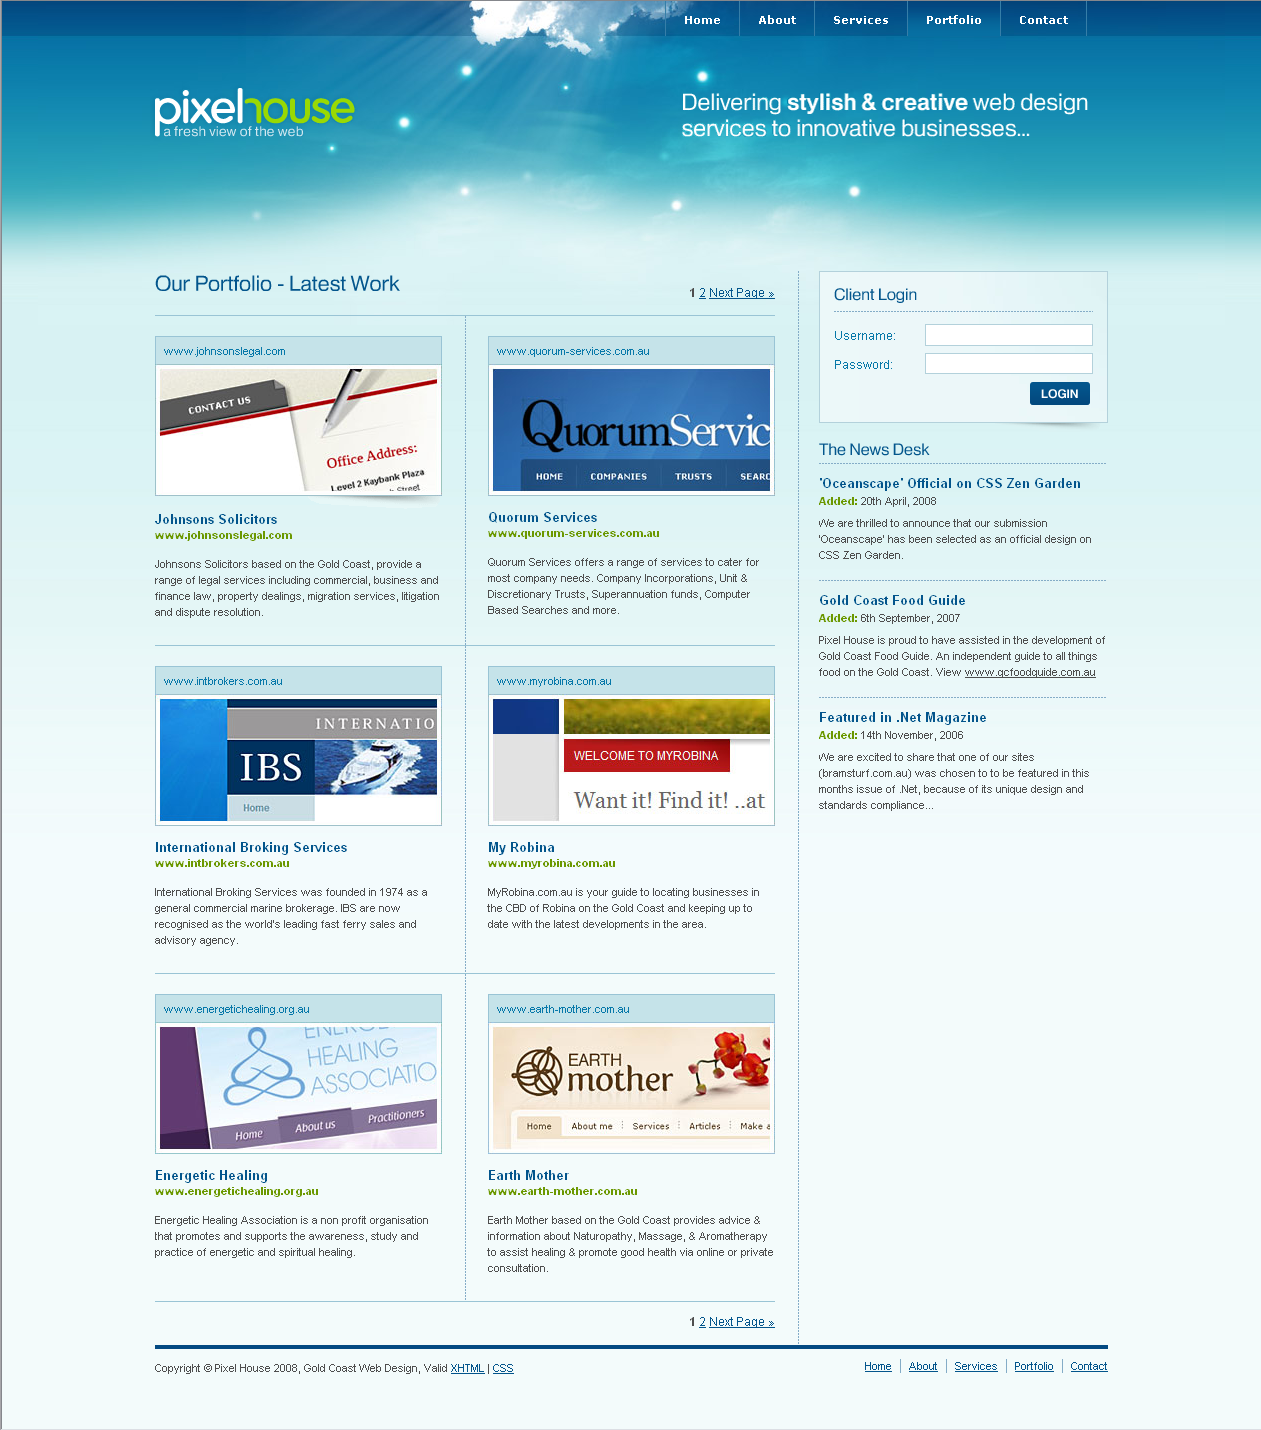 Home
About
Services
Portfolio
Contact
pixelhouse
a fresh view of the web
Delivering stylish & creative web design
services to innovative businesses...
Our Portfolio - Latest Work
1 2 Next Page »
www.johnsonslegal.com
CONTACT US
Office Address:
Level 2 Kaybank Plaza
Street
Johnsons Solicitors
www.johnsonslegal.com
Johnsons Solicitors based on the Gold Coast, provide a
range of legal services including commercial, business and
finance law, property dealings, migration services, litigation
and dispute resolution.
www.quorum-services.com.au
QuorumServic
HOME
COMPANIES
TRUSTS
SEARC
Quorum Services
www.quorum-services.com.au
Quorum Services offers a range of services to cater for
most company needs. Company Incorporations, Unit &
Discretionary Trusts, Superannuation funds, Computer
Based Searches and more.
www.intbrokers.com.au
INTERNATIO
IBS
Home
International Broking Services
www.intbrokers.com.au
International Broking Services was founded in 1974 as a
general commercial marine brokerage. IBS are now
recognised as the world's leading fast ferry sales and
advisory agency.
www.myrobina.com.au
WELCOME TO MYROBINA
Want it! Find it! ..at
My Robina
www.myrobina.com.au
MyRobina.com.au is your guide to locating businesses in
the CBD of Robina on the Gold Coast and keeping up to
date with the latest developments in the area.
www.energetichealing.org.au
ENERGE
HEALING
ASSOCIATIO
Home
About us
Practitioners
Energetic Healing
www.energetichealing.org.au
Energetic Healing Association is a non profit organisation
that promotes and supports the awareness, study and
practice of energetic and spiritual healing.
www.earth-mother.com.au
EARTH
mother
Home
About me
Services
Articles
Make a
Earth Mother
www.earth-mother.com.au
Earth Mother based on the Gold Coast provides advice &
information about Naturopathy, Massage, & Aromatherapy
to assist healing & promote good health via online or private
consultation.
1 2 Next Page »
Client Login
Username:
Password:
LOGIN
The News Desk
'Oceanscape' Official on CSS Zen Garden
Added: 20th April, 2008
We are thrilled to announce that our submission
'Oceanscape' has been selected as an official design on
CSS Zen Garden.
Gold Coast Food Guide
Added: 6th September, 2007
Pixel House is proud to have assisted in the development of
Gold Coast Food Guide. An independent guide to all things
food on the Gold Coast. View www.gcfoodguide.com.au
Featured in .Net Magazine
Added: 14th November, 2006
We are excited to share that one of our sites
(bramsturf.com.au) was chosen to to be featured in this
months issue of .Net, because of its unique design and
standards compliance...
Copyright © Pixel House 2008, Gold Coast Web Design, Valid XHTML | CSS
Home
About
Services
Portfolio
Contact